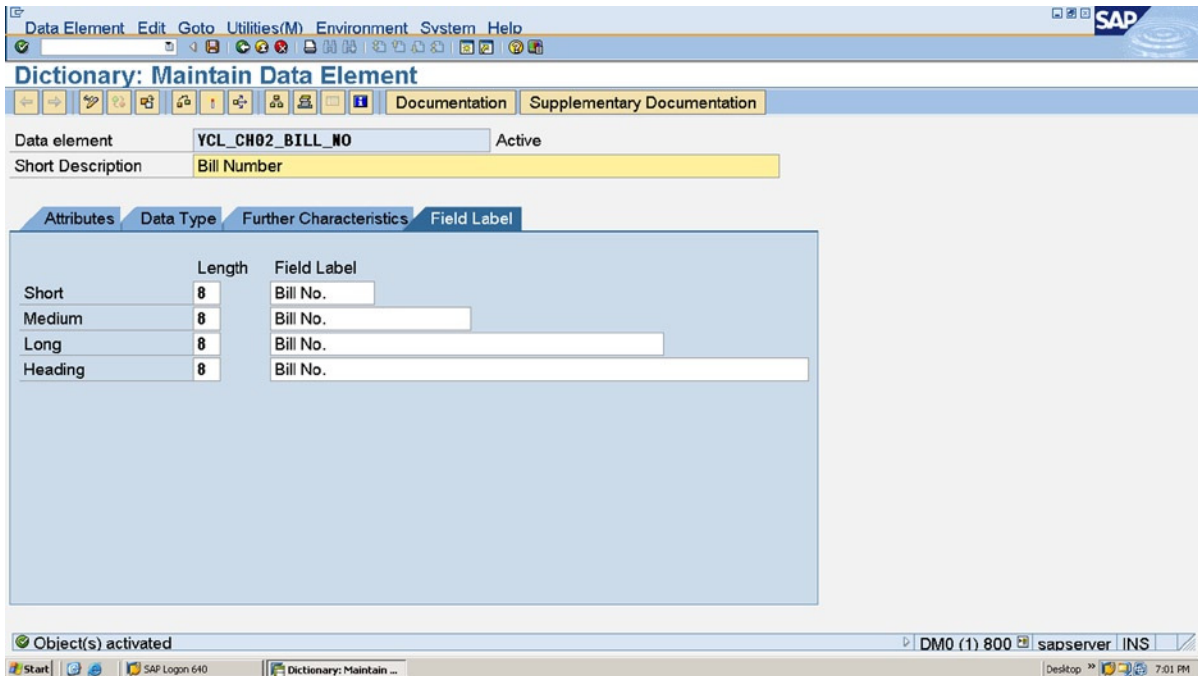 Data Element Edit Goto Utilities(M) Environment System Help
SAP
Dictionary: Maintain Data Element
Documentation Supplementary Documentation
Data element YCL_CH02_BILL_NO Active
Short Description Bill Number
Attributes Data Type Further Characteristics Field Label
Length Field Label
Short 8 Bill No.
Medium 8 Bill No.
Long 8 Bill No.
Heading 8 Bill No.
Object(s) activated DM0 (1) 800 sapserver INS
Start SAP Logon 640 Dictionary: Maintain ... Desktop » 7:01 PM